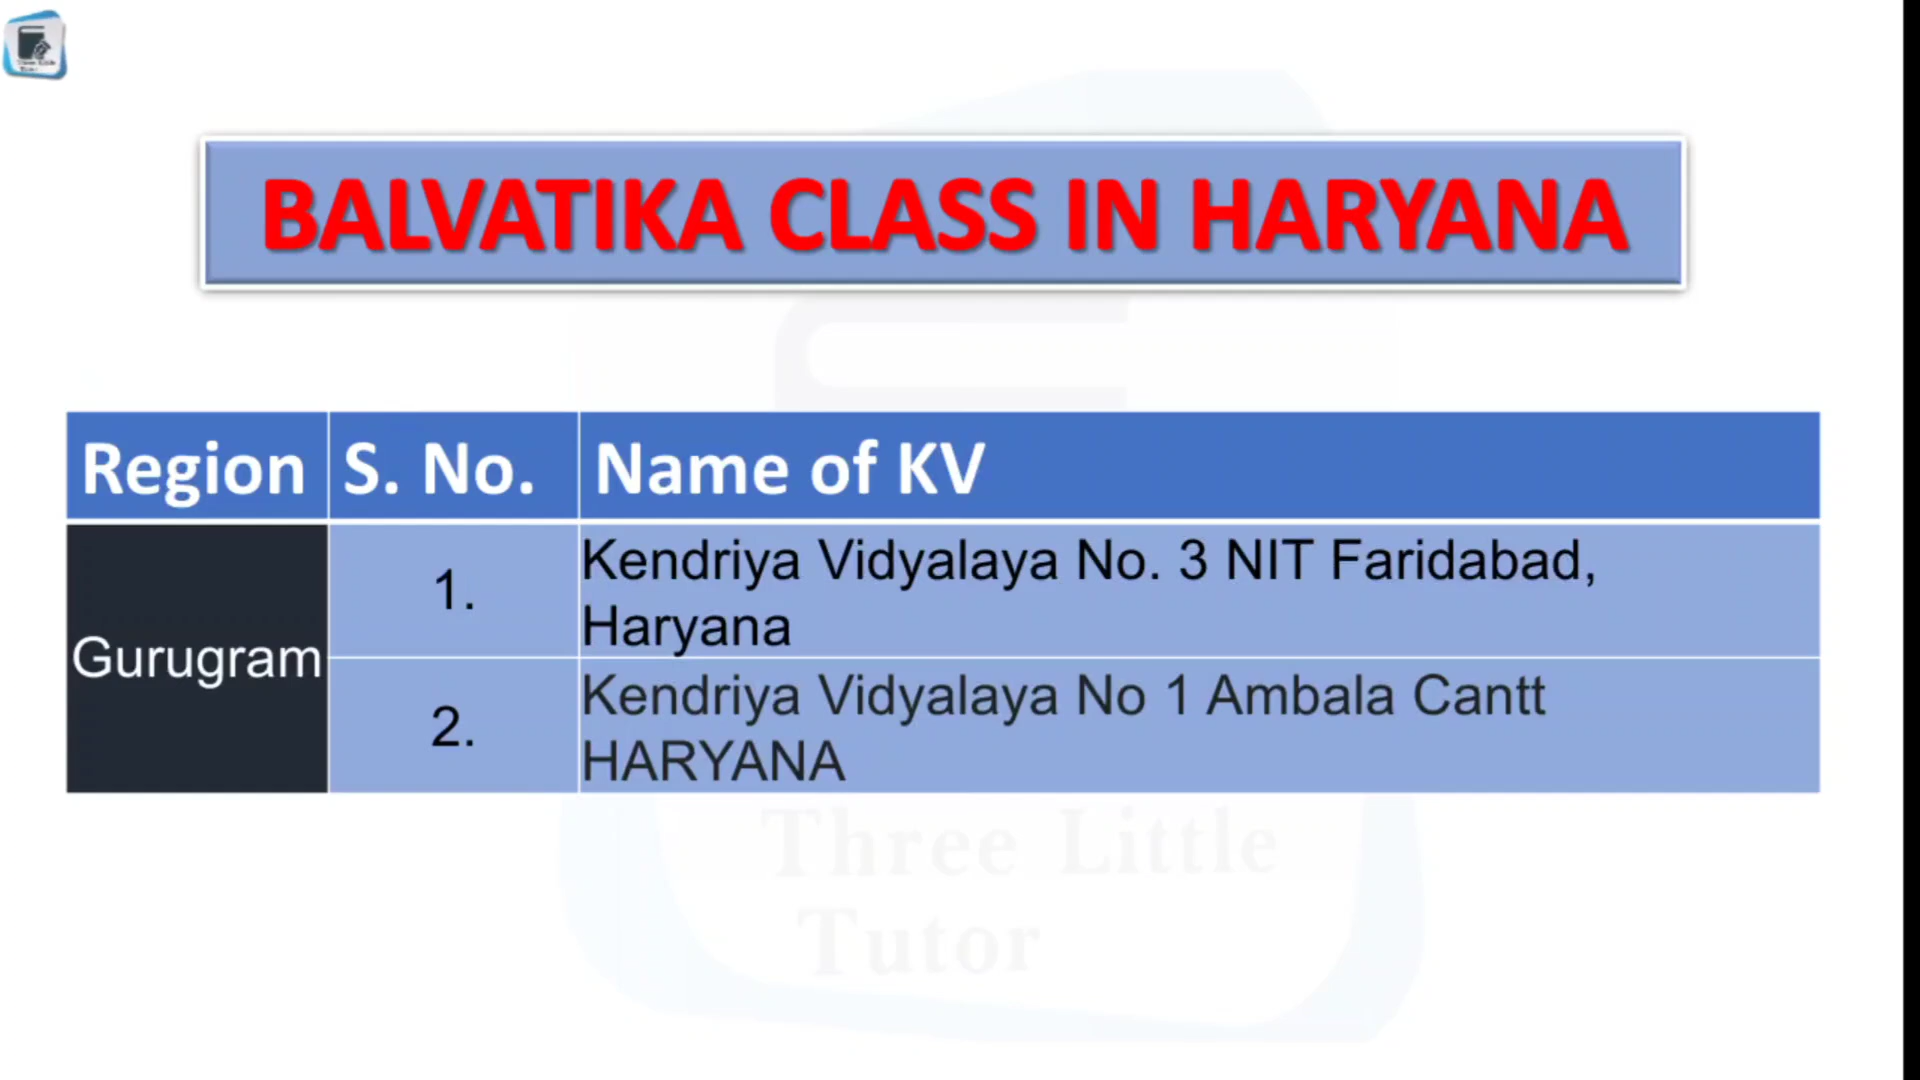 BALVATIKA CLASS IN HARYANA
Region S. No. Name of KV
Gurugram
1.
Kendriya Vidyalaya No. 3 NIT Faridabad,
Haryana
2.
Kendriya Vidyalaya No 1 Ambala Cantt
HARYANA
Three Little
Tutor